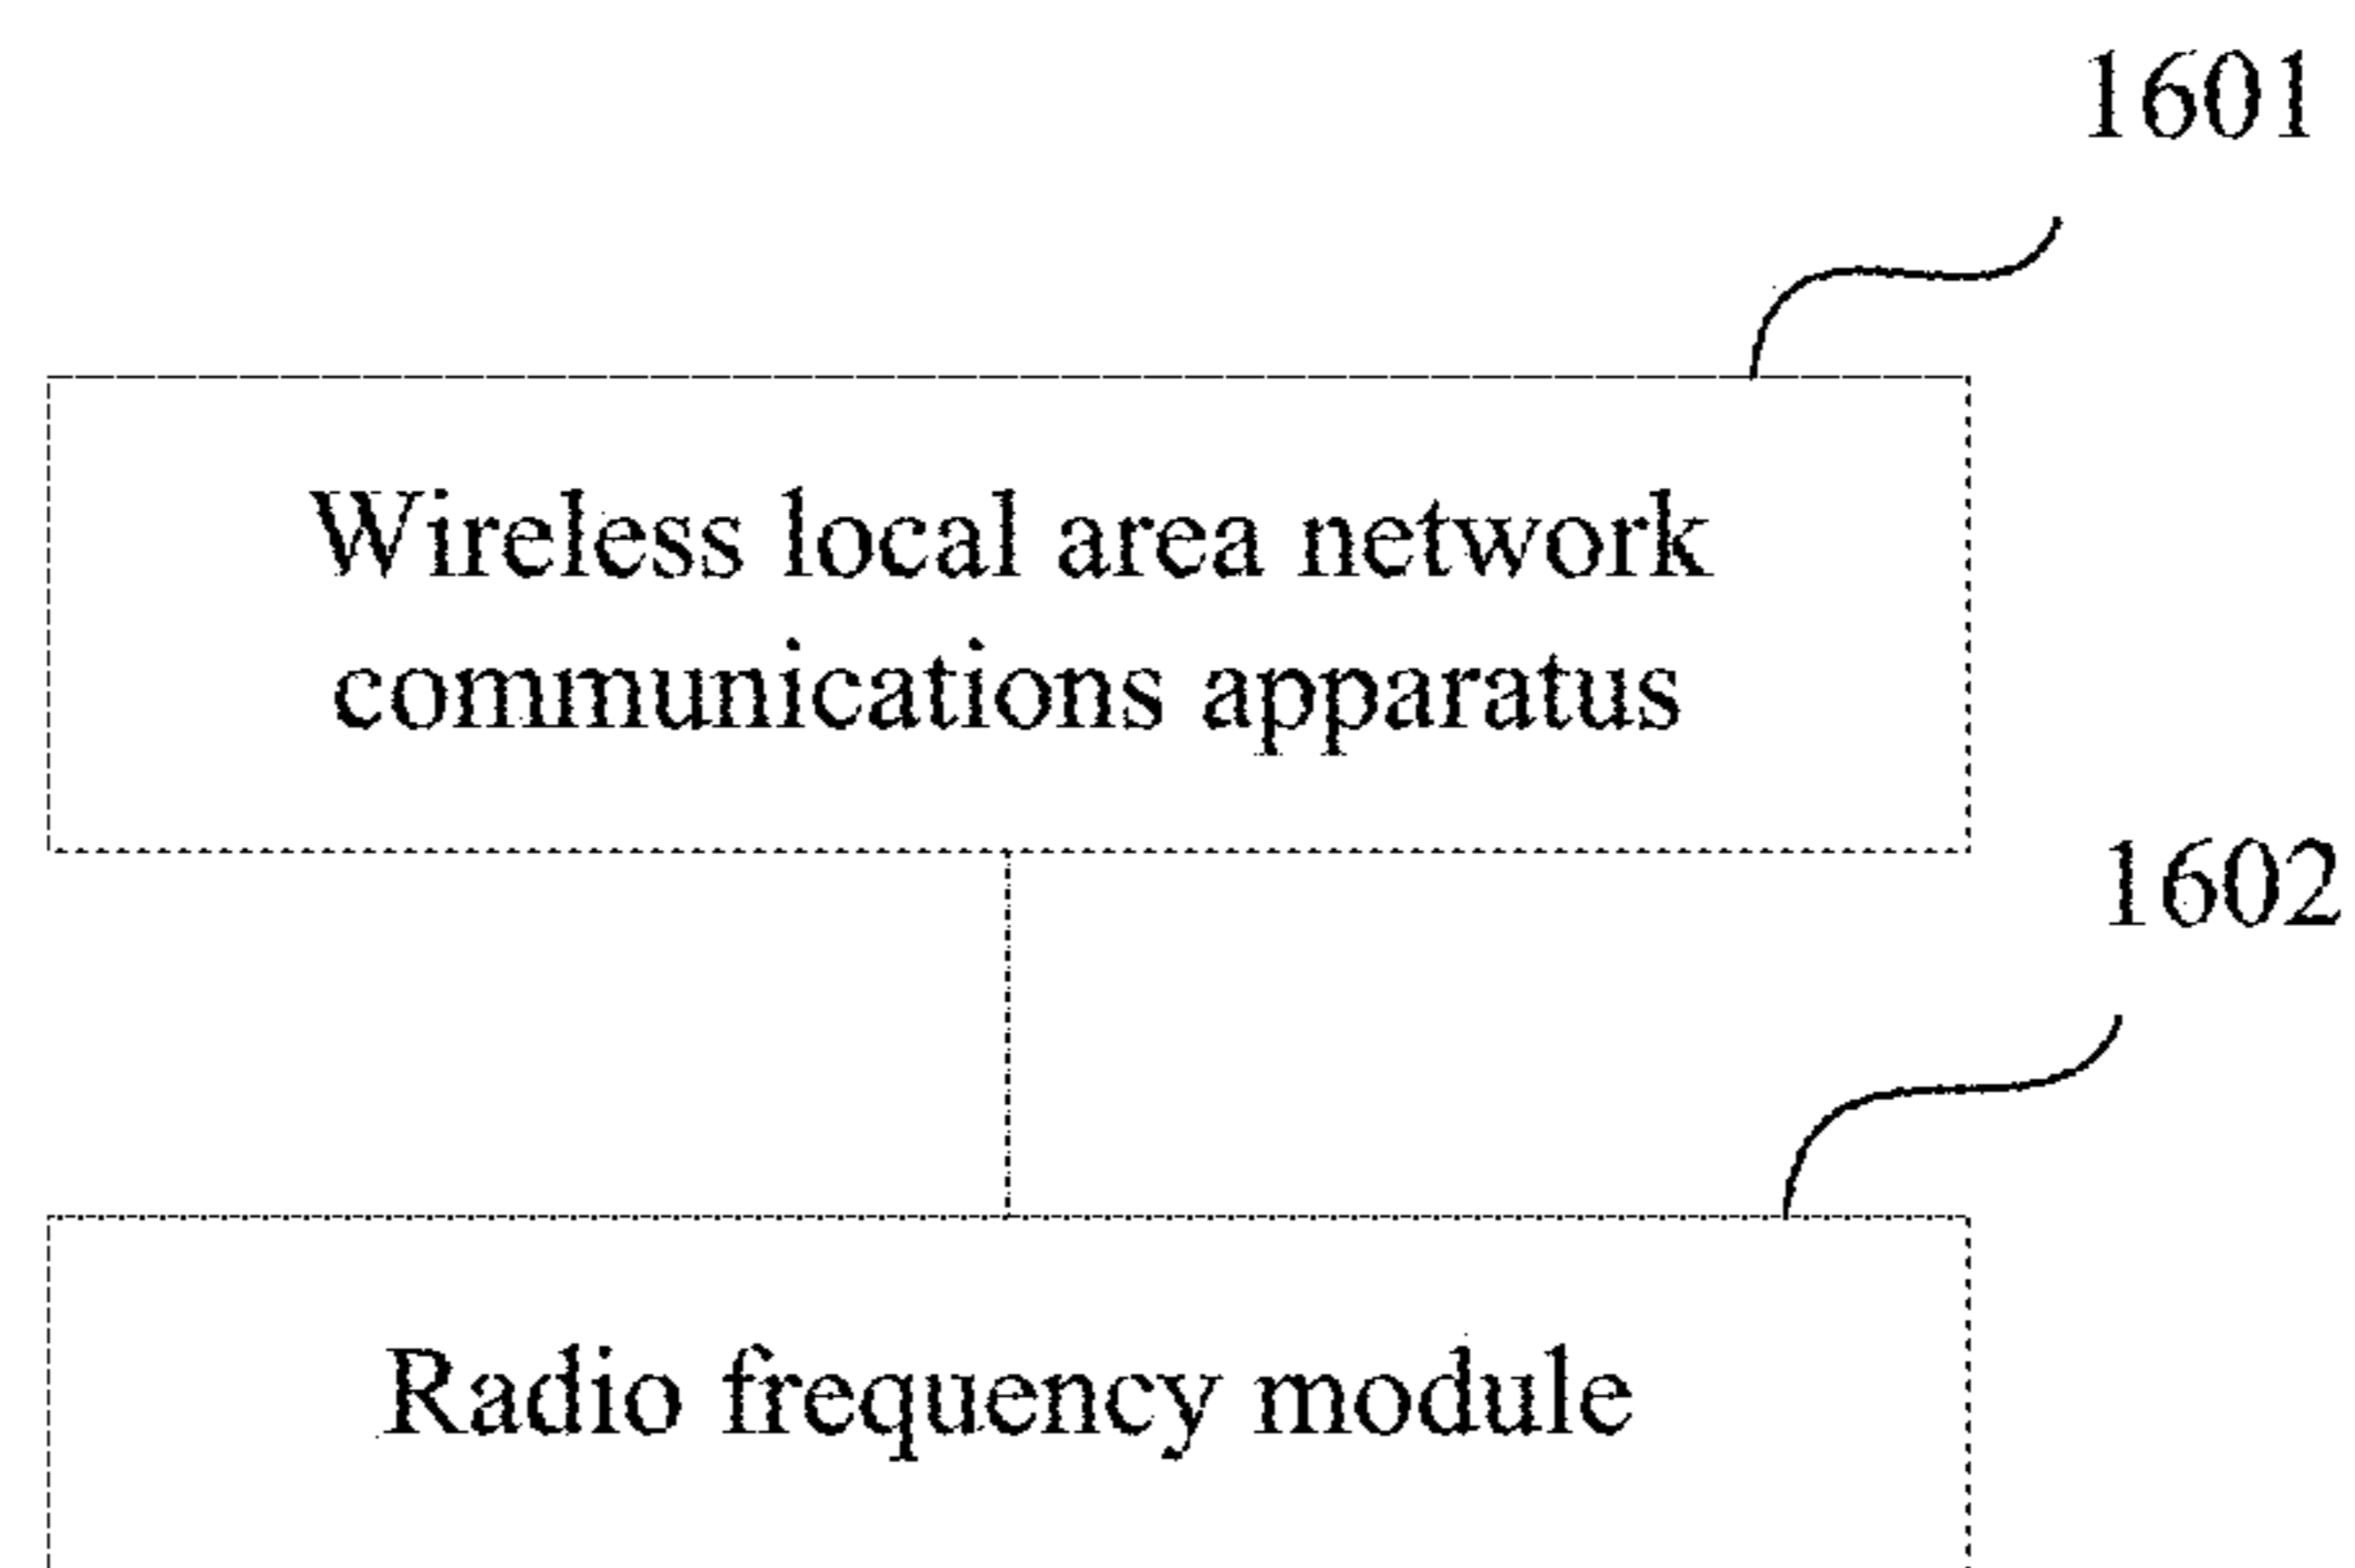 1601
Wireless local area network
communications apparatus
1602
Radio frequency module